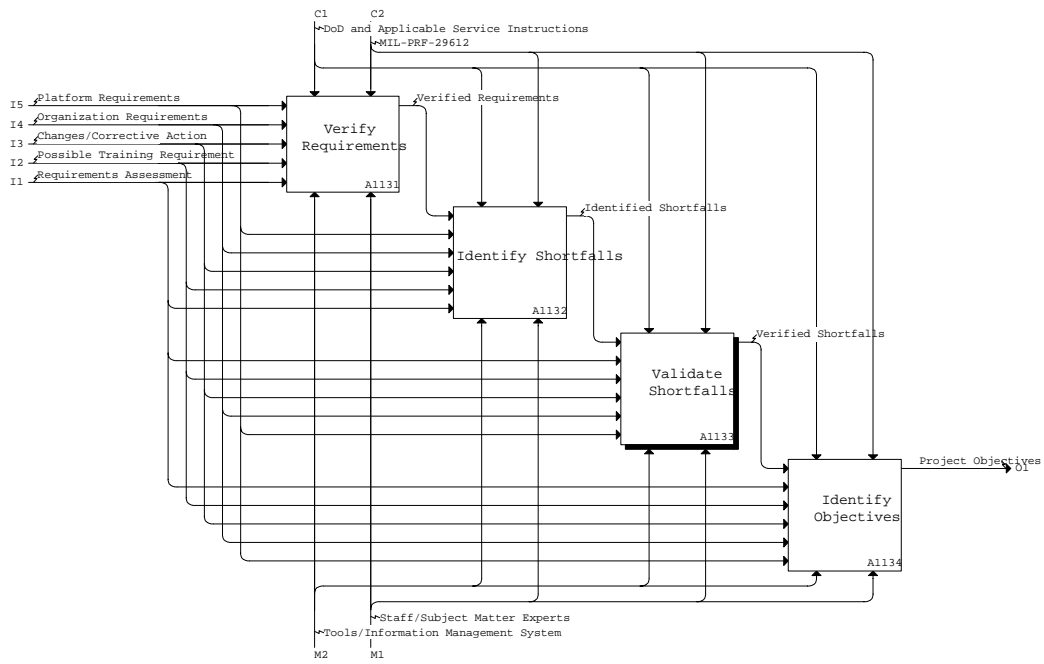 C1 C2
DoD and Applicable Service Instructions
MIL-PRF-29612
I5 Platform Requirements
I4 Organization Requirements
I3 Changes/Corrective Action
I2 Possible Training Requirement
I1 Requirements Assessment
Verify
Requirements
A1131
Verified Requirements
Identify Shortfalls
A1132
Identified Shortfalls
Validate
Shortfalls
A1133
Verified Shortfalls
Identify
Objectives
A1134
Project Objectives
O1
Staff/Subject Matter Experts
Tools/Information Management System
M2 M1